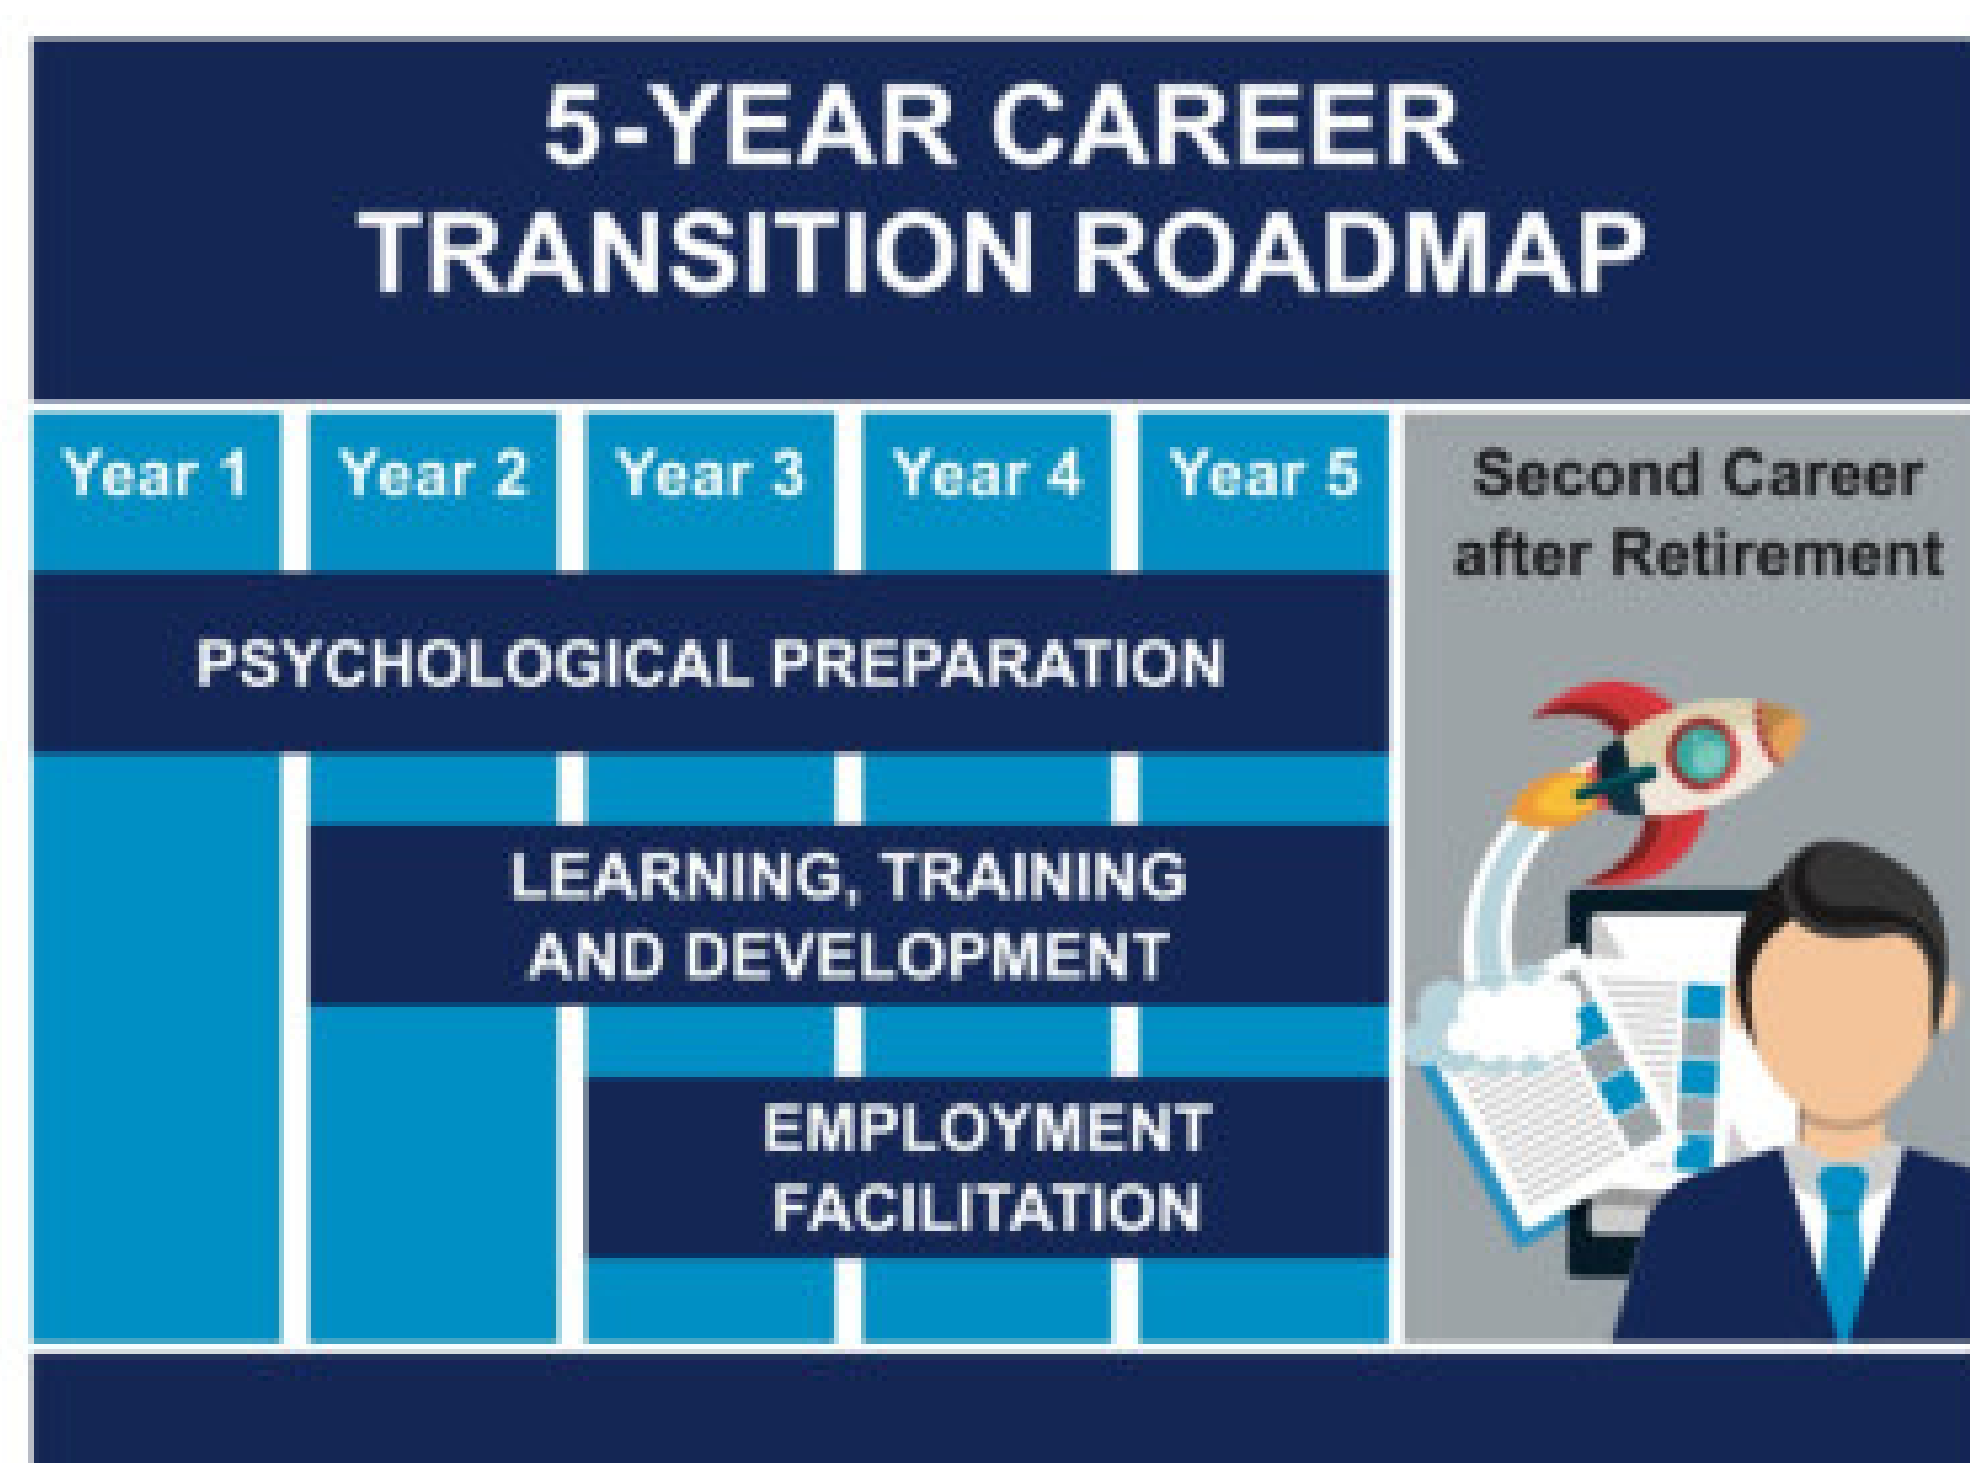 5-YEAR CAREER
TRANSITION ROADMAP
Year 1
Year 2
Year 3
Year 4
Year 5
Second Career
after Retirement
PSYCHOLOGICAL PREPARATION
LEARNING, TRAINING
AND DEVELOPMENT
EMPLOYMENT
FACILITATION